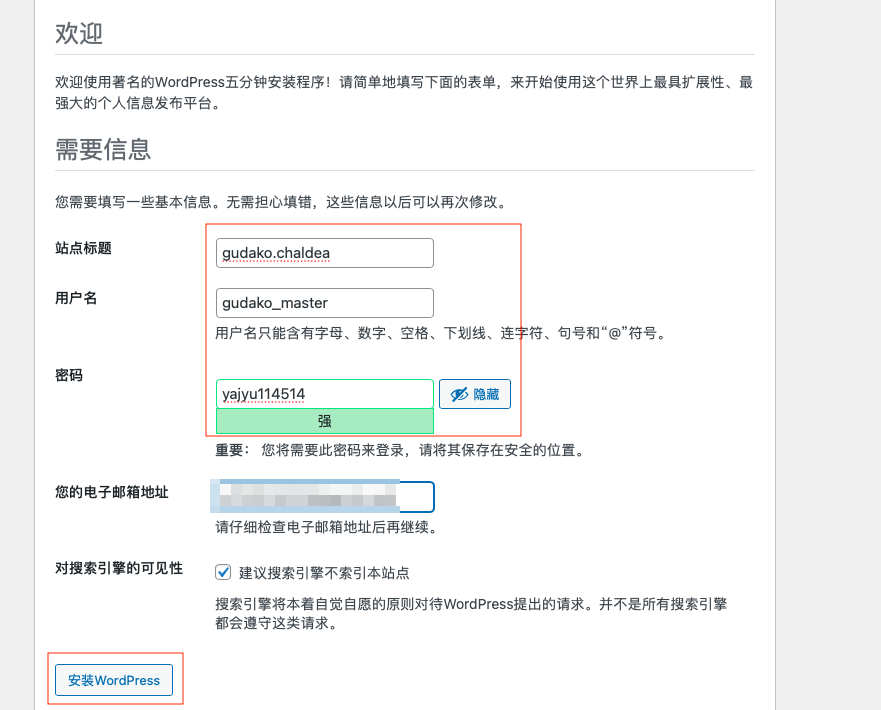 欢迎
欢迎使用著名的WordPress五分钟安装程序！请简单地填写下面的表单，来开始使用这个世界上最具扩展性、最
强大的个人信息发布平台。
需要信息
您需要填写一些基本信息。无需担心填错，这些信息以后可以再次修改。
站点标题
gudako.chaldea
用户名
gudako_master
用户名只能含有字母、数字、空格、下划线、连字符、句号和“@”符号。
密码
yajyu114514
隐藏
强
重要： 您将需要此密码来登录，请将其保存在安全的位置。
您的电子邮箱地址
请仔细检查电子邮箱地址后再继续。
对搜索引擎的可见性
建议搜索引擎不索引本站点
搜索引擎将本着自觉自愿的原则对待WordPress提出的请求。并不是所有搜索引擎
都会遵守这类请求。
安装WordPress